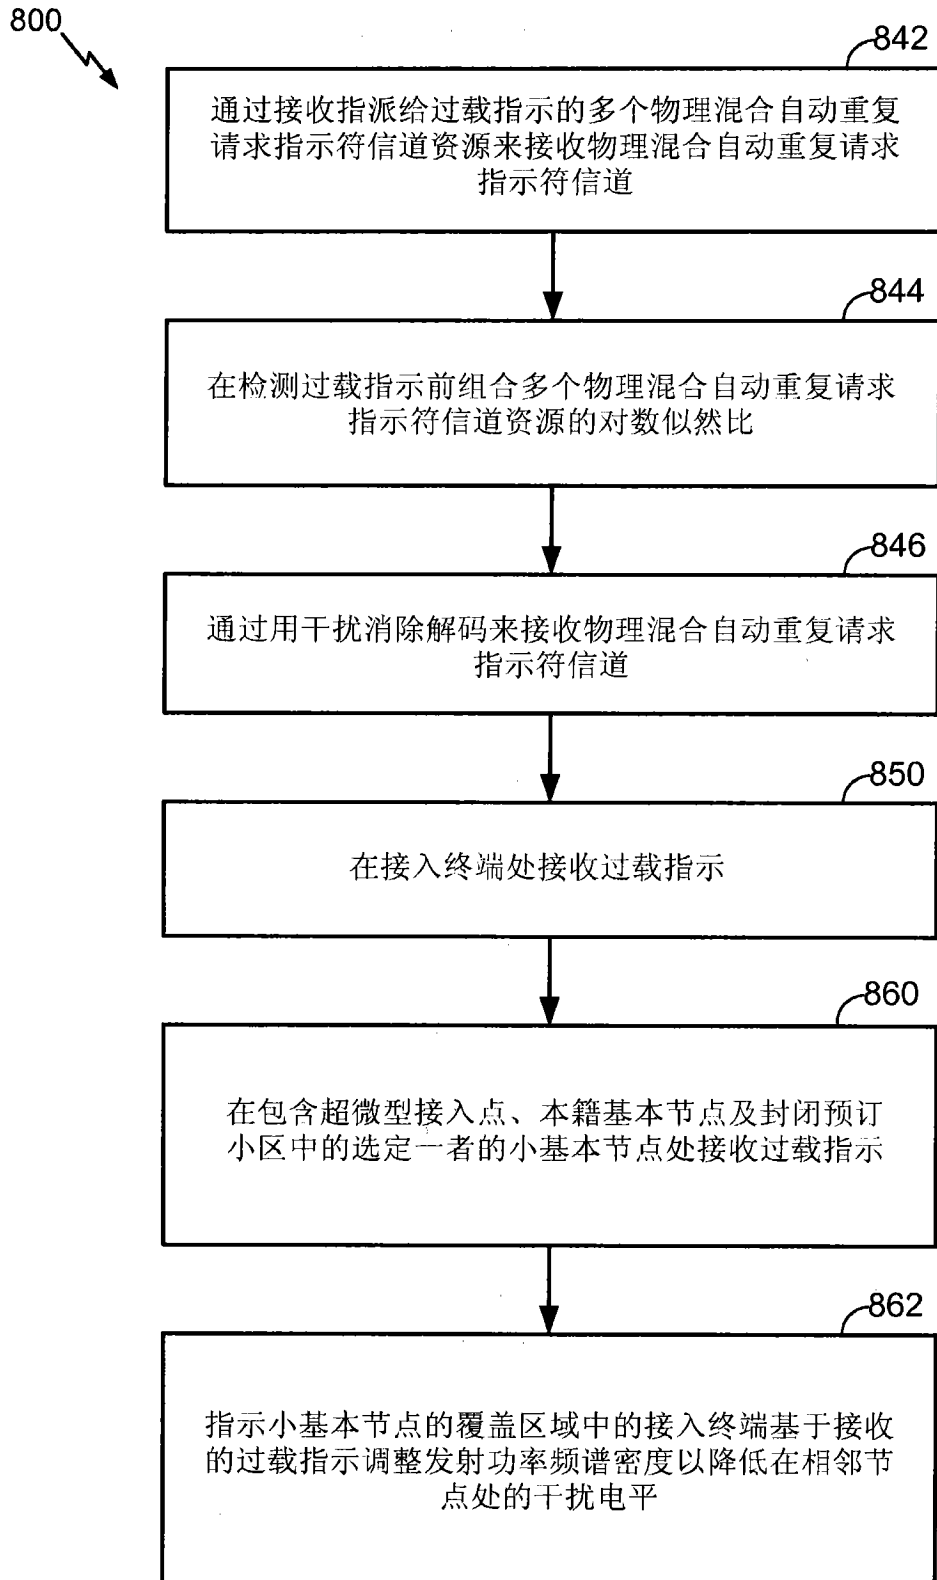 800
842
通过接收指派给过载指示的多个物理混合自动重复
请求指示符信道资源来接收物理混合自动重复请求
指示符信道
844
在检测过载指示前组合多个物理混合自动重复请求
指示符信道资源的对数似然比
846
通过用干扰消除解码来接收物理混合自动重复请求
指示符信道
850
在接入终端处接收过载指示
860
在包含超微型接入点、本籍基本节点及封闭预订
小区中的选定一者的小基本节点处接收过载指示
862
指示小基本节点的覆盖区域中的接入终端基于接收
的过载指示调整发射功率频谱密度以降低在相邻节
点处的干扰电平